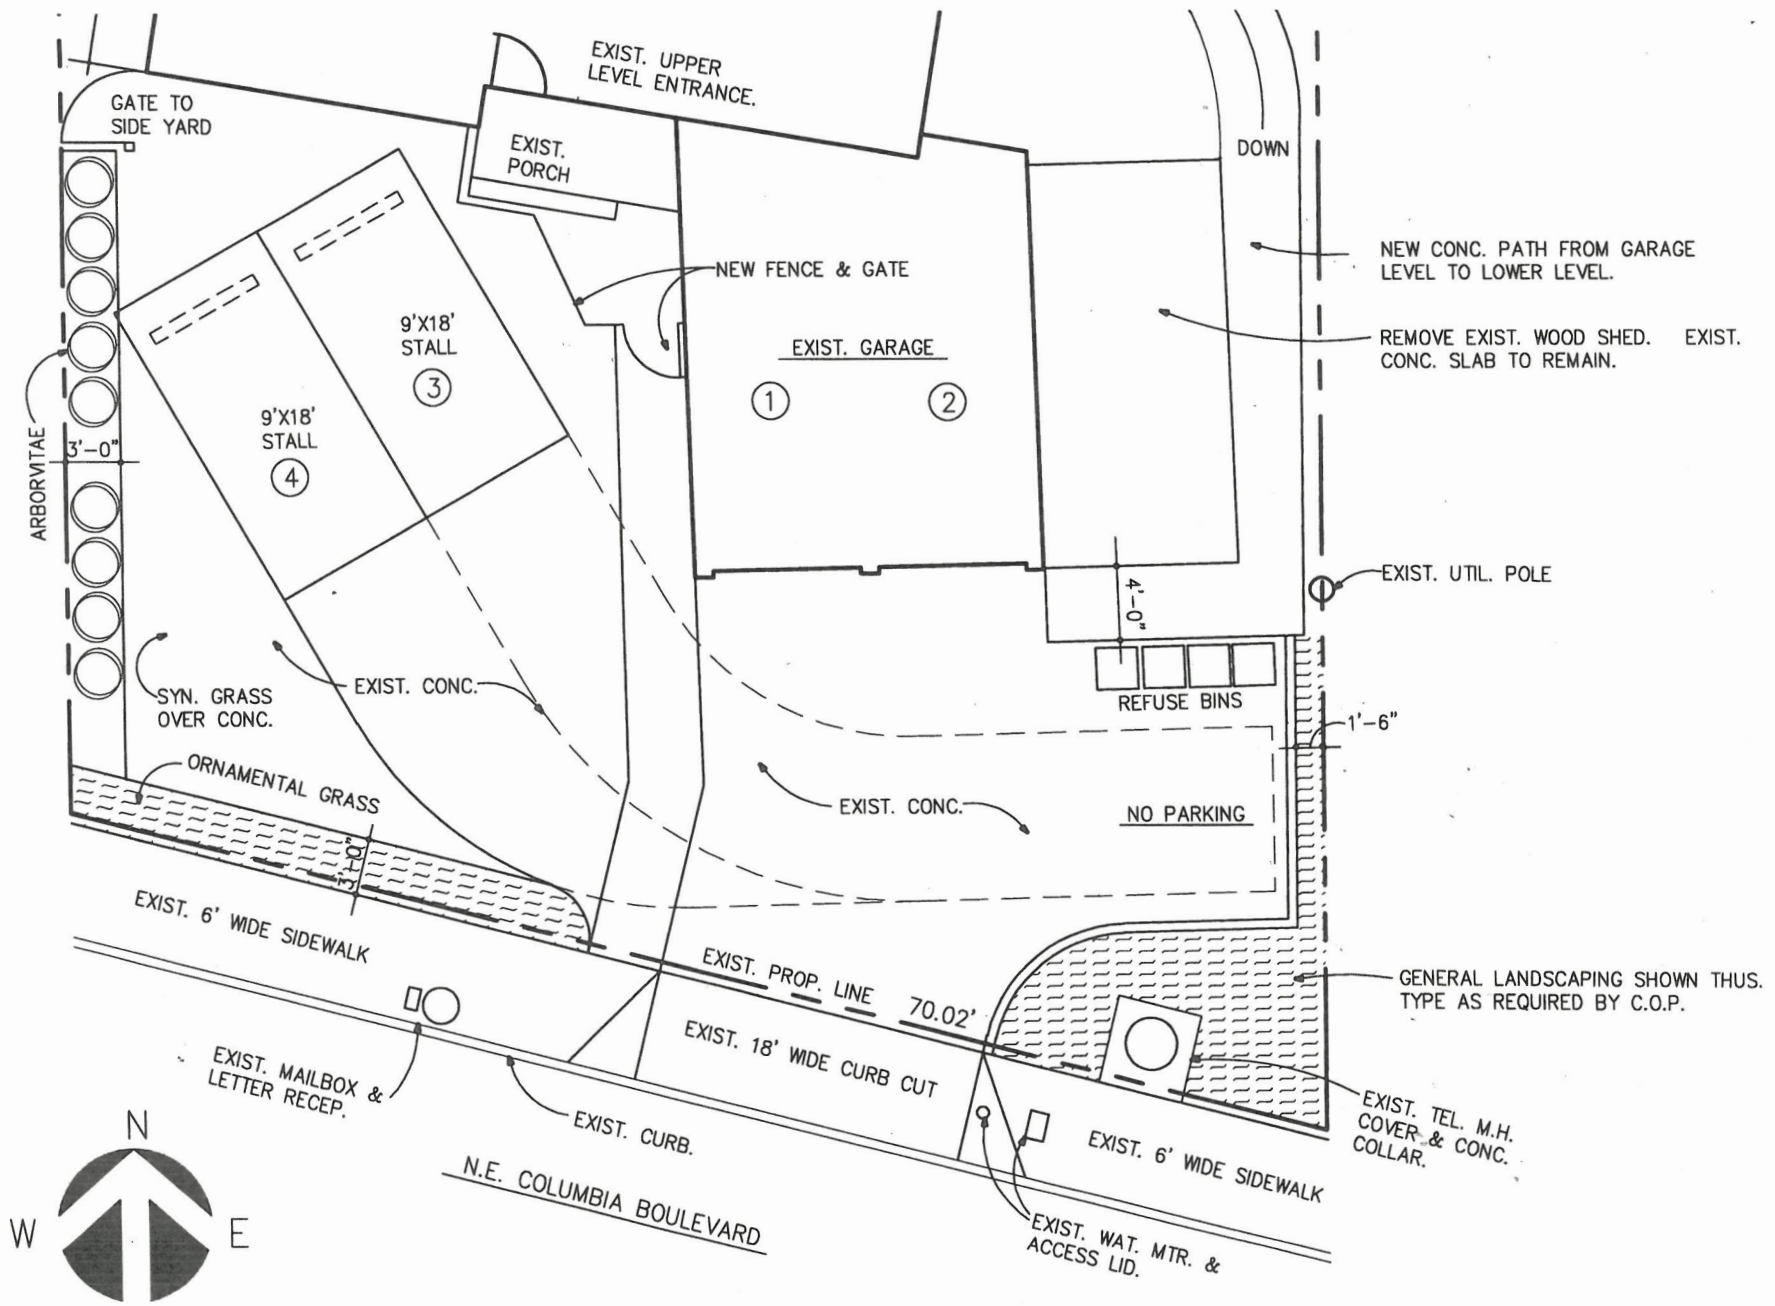 EXIST. UPPER
LEVEL ENTRANCE.
GATE TO
SIDE YARD
EXIST.
PORCH
DOWN
NEW CONC. PATH FROM GARAGE
LEVEL TO LOWER LEVEL.
NEW FENCE & GATE
9'X18'
STALL
3
EXIST. GARAGE
1
2
REMOVE EXIST. WOOD SHED. EXIST.
CONC. SLAB TO REMAIN.
9'X18'
STALL
4
ARBORVITAE
3'-0"
4'-0"
EXIST. UTIL. POLE
SYN. GRASS
OVER CONC.
EXIST. CONC.
REFUSE BINS
1'-6"
ORNAMENTAL GRASS
3'-0"
EXIST. CONC.
NO PARKING
EXIST. 6' WIDE SIDEWALK
EXIST. PROP. LINE 70.02'
GENERAL LANDSCAPING SHOWN THUS.
TYPE AS REQUIRED BY C.O.P.
EXIST. 18' WIDE CURB CUT
EXIST. MAILBOX &
LETTER RECEP.
EXIST. CURB.
EXIST. TEL. M.H.
COVER & CONC.
COLLAR.
EXIST. 6' WIDE SIDEWALK
N.E. COLUMBIA BOULEVARD
EXIST. WAT. MTR. &
ACCESS LID.
N
W
E